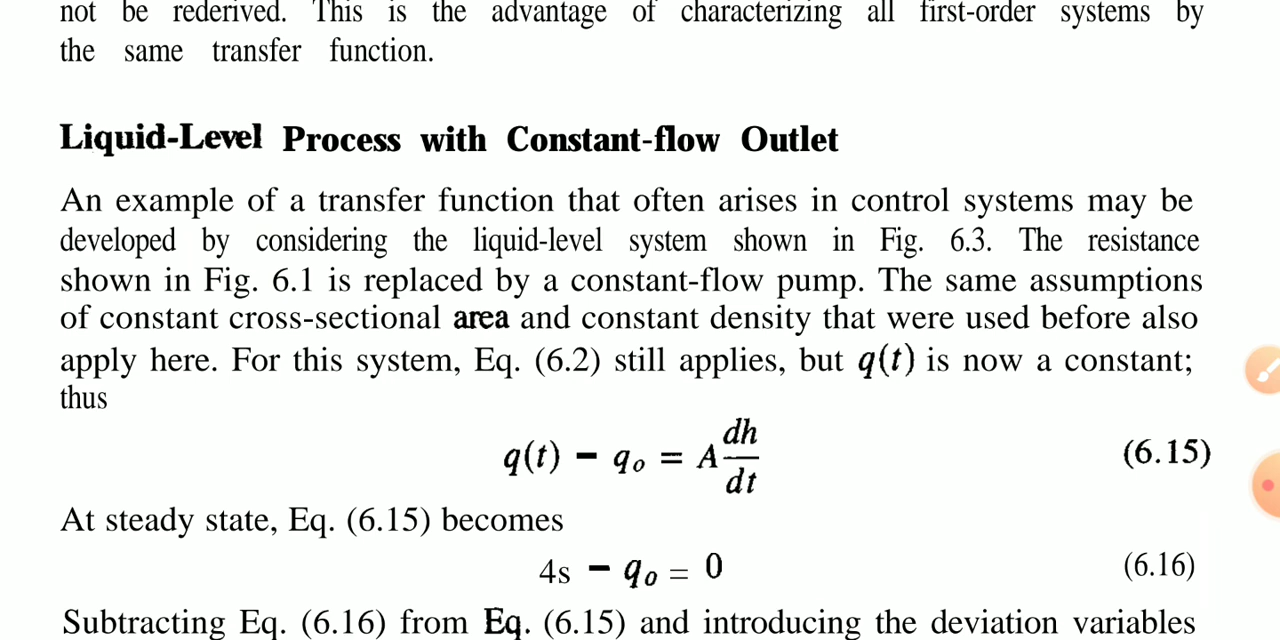 not be rederived. This is the advantage of characterizing all first-order systems by
the same transfer function.
Liquid-Level Process with Constant-flow Outlet
An example of a transfer function that often arises in control systems may be
developed by considering the liquid-level system shown in Fig. 6.3. The resistance
shown in Fig. 6.1 is replaced by a constant-flow pump. The same assumptions
of constant cross-sectional area and constant density that were used before also
apply here. For this system, Eq. (6.2) still applies, but q(t) is now a constant;
thus
q(t) − q_o = A dh/dt (6.15)
At steady state, Eq. (6.15) becomes
4s − q_o = 0 (6.16)
Subtracting Eq. (6.16) from Eq. (6.15) and introducing the deviation variables